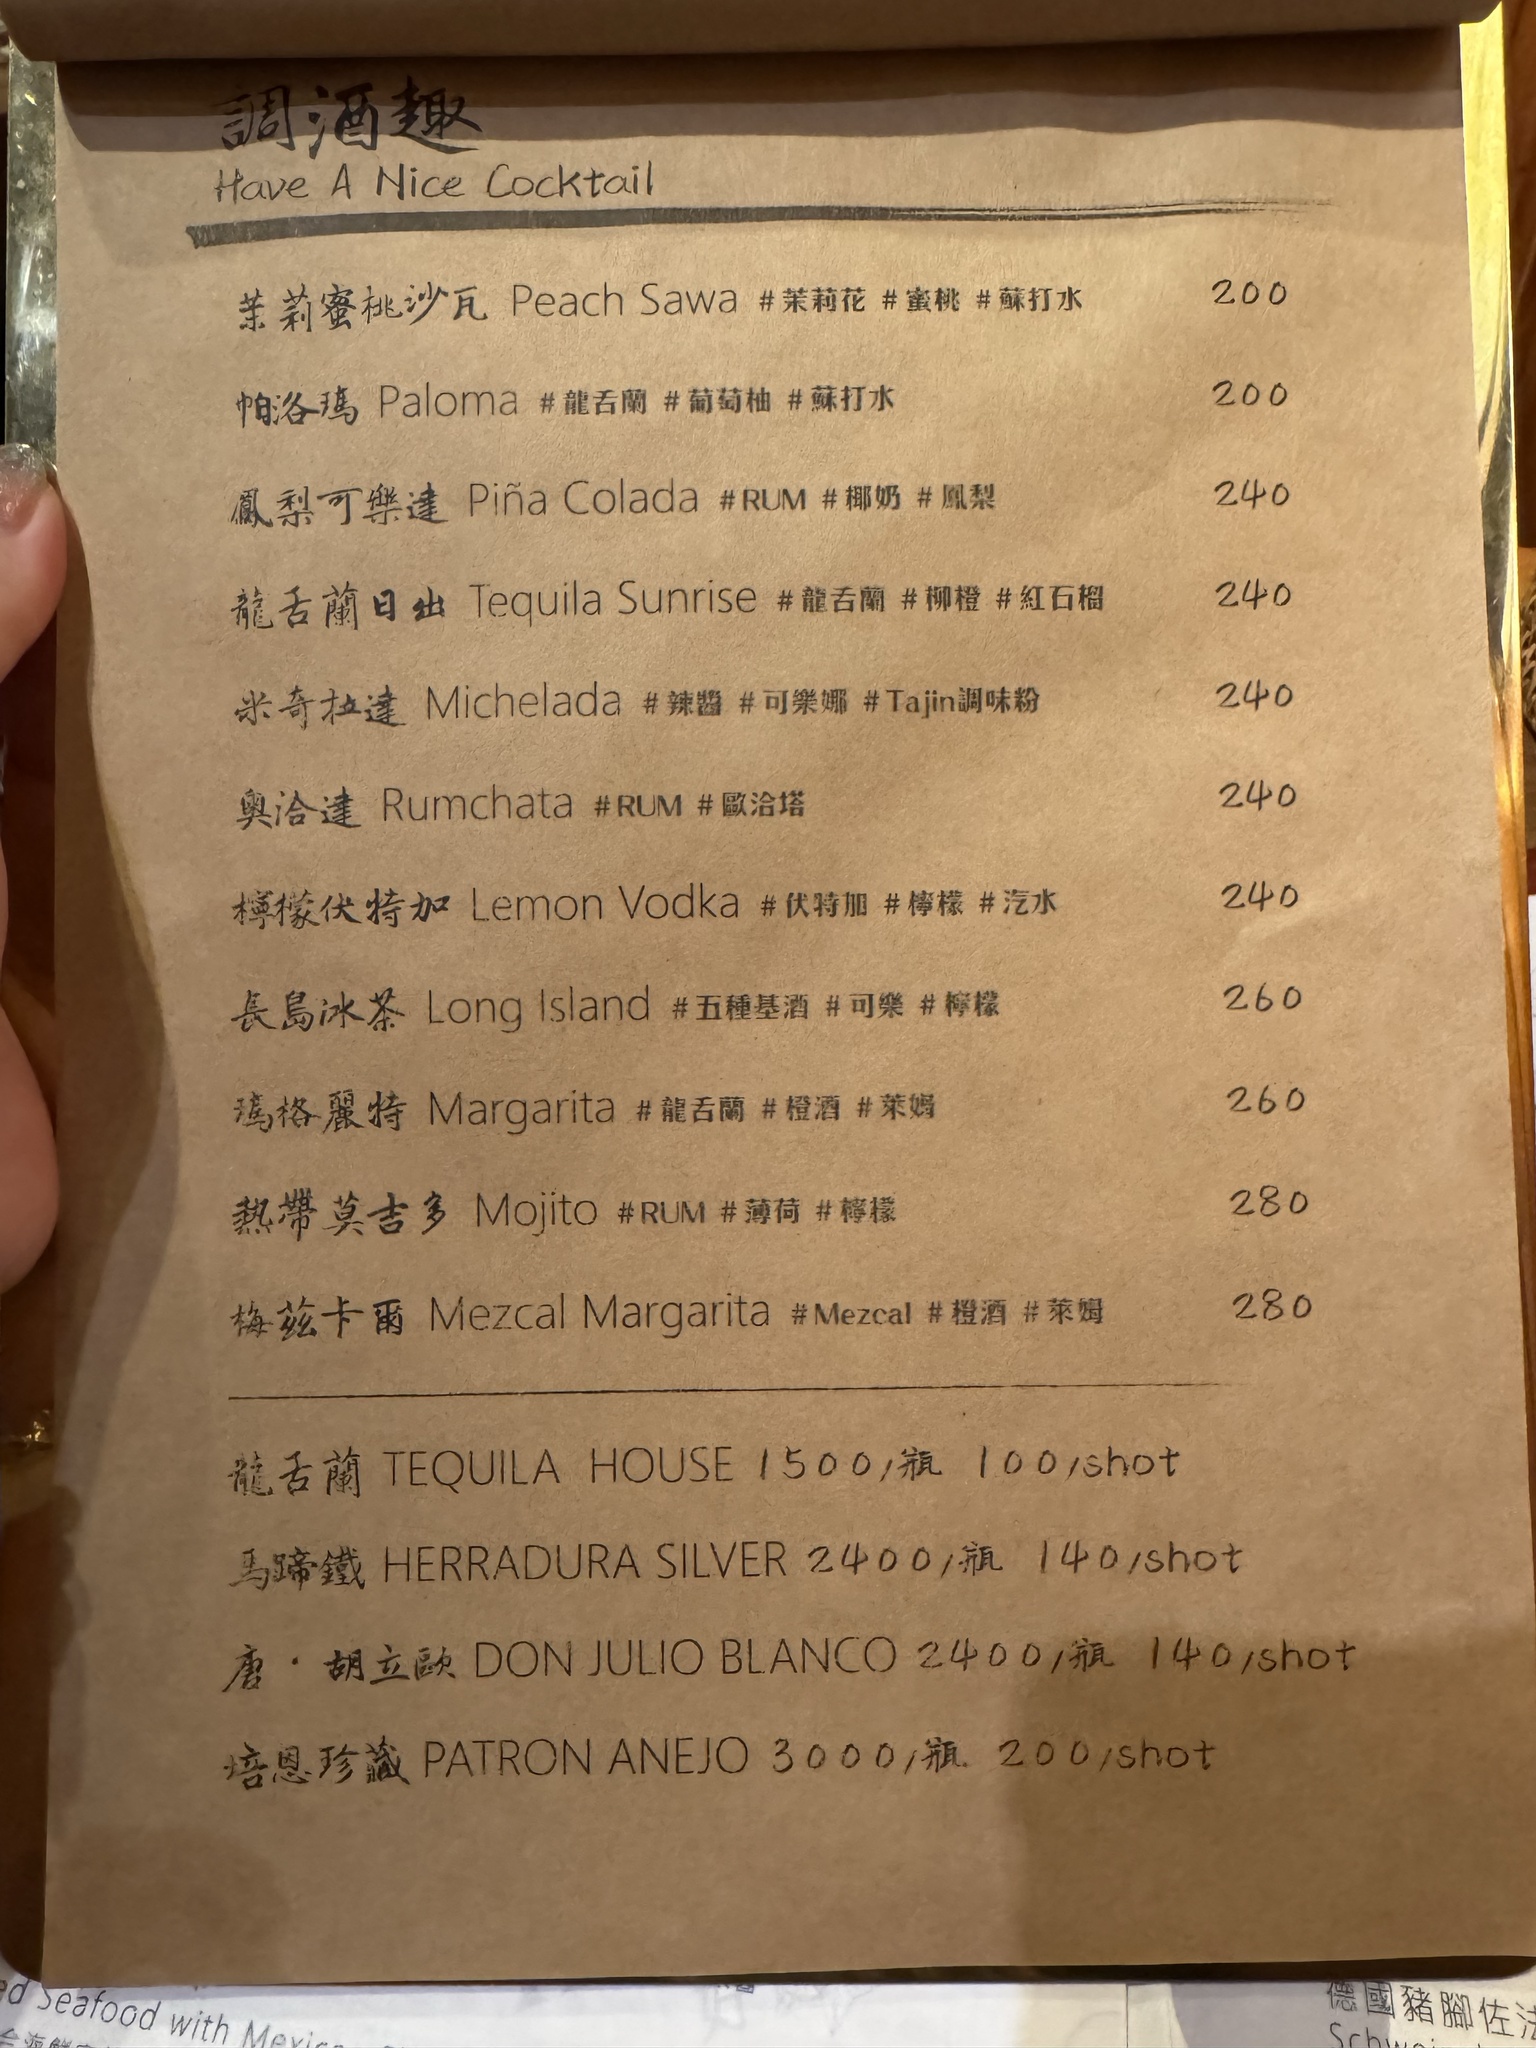 調酒趣
Have A Nice Cocktail
茉莉蜜桃沙瓦 Peach Sawa #茉莉花 #蜜桃 #蘇打水 200
帕洛瑪 Paloma #龍舌蘭 #葡萄柚 #蘇打水 200
鳳梨可樂達 Piña Colada #RUM #椰奶 #鳳梨 240
龍舌蘭日出 Tequila Sunrise #龍舌蘭 #柳橙 #紅石榴 240
米奇拉達 Michelada #辣醬 #可樂娜 #Tajin調味粉 240
奧洽達 Rumchata #RUM #歐洽塔 240
檸檬伏特加 Lemon Vodka #伏特加 #檸檬 #汽水 240
長島冰茶 Long Island #五種基酒 #可樂 #檸檬 260
瑪格麗特 Margarita #龍舌蘭 #橙酒 #萊姆 260
熱帶莫吉多 Mojito #RUM #薄荷 #檸檬 280
梅茲卡爾 Mezcal Margarita #Mezcal #橙酒 #萊姆 280
龍舌蘭 TEQUILA HOUSE 1500/瓶 100/shot
馬蹄鐵 HERRADURA SILVER 2400/瓶 140/shot
唐·胡立歐 DON JULIO BLANCO 2400/瓶 140/shot
培恩珍藏 PATRON ANEJO 3000/瓶 200/shot
Seafood with
德國豬腳佐